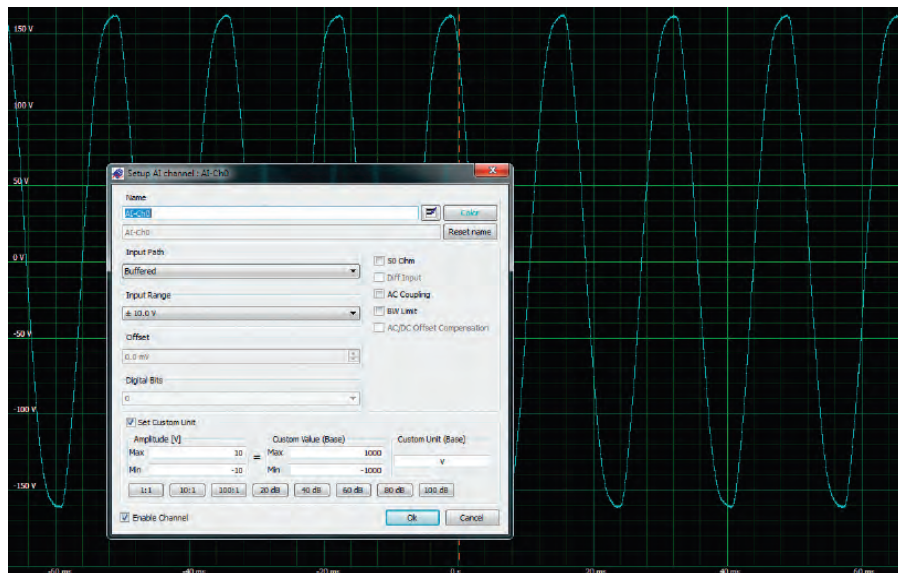 150 V
100 V
50 V
0 V
-50 V
-100 V
-150 V
-60 ms
-40 ms
-20 ms
0 s
20 ms
40 ms
60 ms
Setup AI channel : AI-Ch0
Name
AI-Ch0
Color
AI-Ch0
Reset name
Input Path
Buffered
50 Ohm
Diff Input
Input Range
AC Coupling
± 10.0 V
BW Limit
Offset
AC/DC Offset Compensation
0.0 mV
Digital Bits
0
Set Custom Unit
Amplitude [V] Custom Value (Base) Custom Unit (Base)
Max 10 = Max 1000 V
Min -10 Min -1000
1:1 10:1 100:1 20 dB 40 dB 60 dB 80 dB 100 dB
Enable Channel Ok Cancel